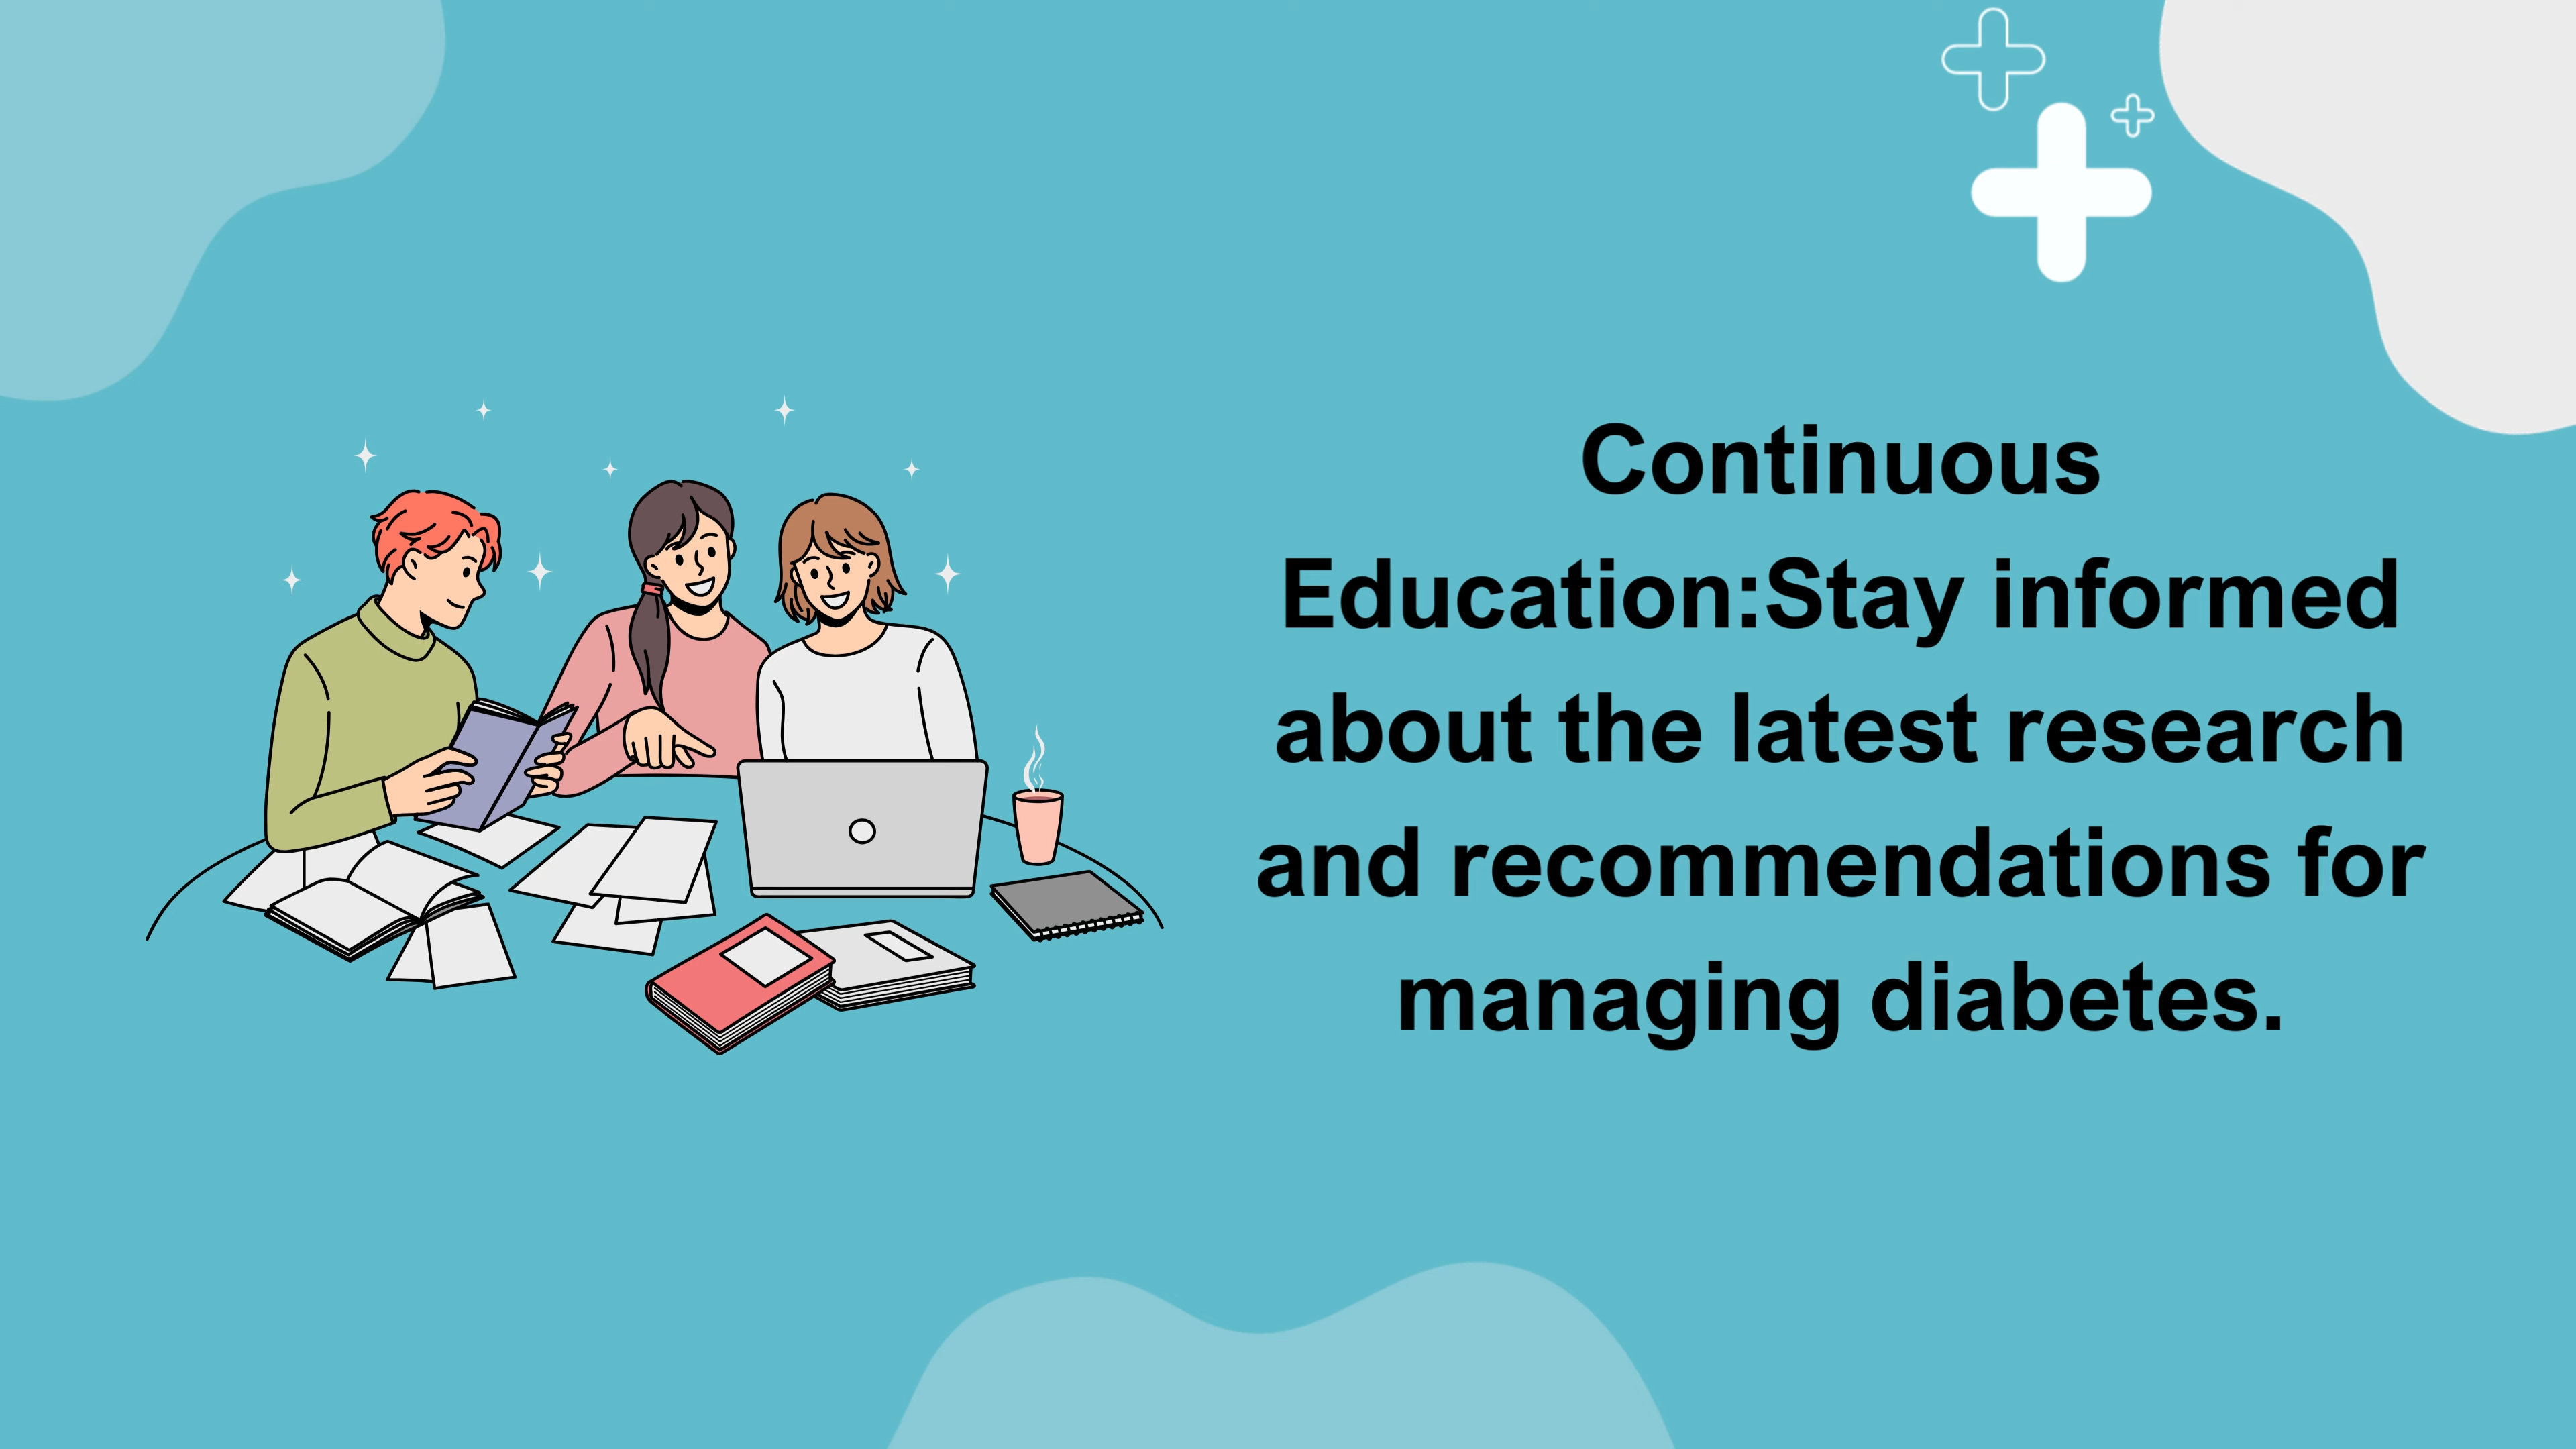 Continuous
Education:Stay informed
about the latest research
and recommendations for
managing diabetes.